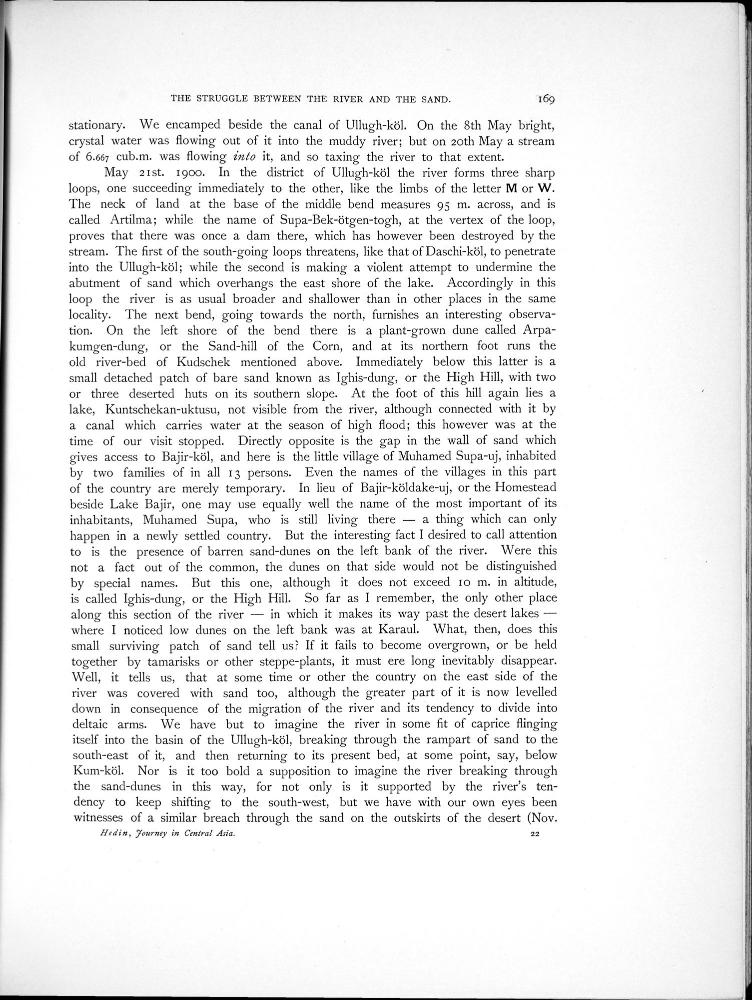 THE STRUGGLE BETWEEN THE RIVER AND THE SAND. 169
stationary. We encamped beside the canal of Ullugh-köl. On the 8th May bright,
crystal water was flowing out of it into the muddy river; but on 20th May a stream
of 6.667 cub.m. was flowing into it, and so taxing the river to that extent.
May 21st. 1900. In the district of Ullugh-köl the river forms three sharp
loops, one succeeding immediately to the other, like the limbs of the letter M or W.
The neck of land at the base of the middle bend measures 95 m. across, and is
called Artilma; while the name of Supa-Bek-ötgen-togh, at the vertex of the loop,
proves that there was once a dam there, which has however been destroyed by the
stream. The first of the south-going loops threatens, like that of Daschi-köl, to penetrate
into the Ullugh-köl; while the second is making a violent attempt to undermine the
abutment of sand which overhangs the east shore of the lake. Accordingly in this
loop the river is as usual broader and shallower than in other places in the same
locality. The next bend, going towards the north, furnishes an interesting observa-
tion. On the left shore of the bend there is a plant-grown dune called Arpa-
kumgen-dung, or the Sand-hill of the Corn, and at its northern foot runs the
old river-bed of Kudschek mentioned above. Immediately below this latter is a
small detached patch of bare sand known as Ighis-dung, or the High Hill, with two
or three deserted huts on its southern slope. At the foot of this hill again lies a
lake, Kuntschekan-uktusu, not visible from the river, although connected with it by
a canal which carries water at the season of high flood; this however was at the
time of our visit stopped. Directly opposite is the gap in the wall of sand which
gives access to Bajir-köl, and here is the little village of Muhamed Supa-uj, inhabited
by two families of in all 13 persons. Even the names of the villages in this part
of the country are merely temporary. In lieu of Bajir-köldake-uj, or the Homestead
beside Lake Bajir, one may use equally well the name of the most important of its
inhabitants, Muhamed Supa, who is still living there — a thing which can only
happen in a newly settled country. But the interesting fact I desired to call attention
to is the presence of barren sand-dunes on the left bank of the river. Were this
not a fact out of the common, the dunes on that side would not be distinguished
by special names. But this one, although it does not exceed 10 m. in altitude,
is called Ighis-dung, or the High Hill. So far as I remember, the only other place
along this section of the river — in which it makes its way past the desert lakes —
where I noticed low dunes on the left bank was at Karaul. What, then, does this
small surviving patch of sand tell us? If it fails to become overgrown, or be held
together by tamarisks or other steppe-plants, it must ere long inevitably disappear.
Well, it tells us, that at some time or other the country on the east side of the
river was covered with sand too, although the greater part of it is now levelled
down in consequence of the migration of the river and its tendency to divide into
deltaic arms. We have but to imagine the river in some fit of caprice flinging
itself into the basin of the Ullugh-köl, breaking through the rampart of sand to the
south-east of it, and then returning to its present bed, at some point, say, below
Kum-köl. Nor is it too bold a supposition to imagine the river breaking through
the sand-dunes in this way, for not only is it supported by the river's ten-
dency to keep shifting to the south-west, but we have with our own eyes been
witnesses of a similar breach through the sand on the outskirts of the desert (Nov.
Hedin, Journey in Central Asia. 22